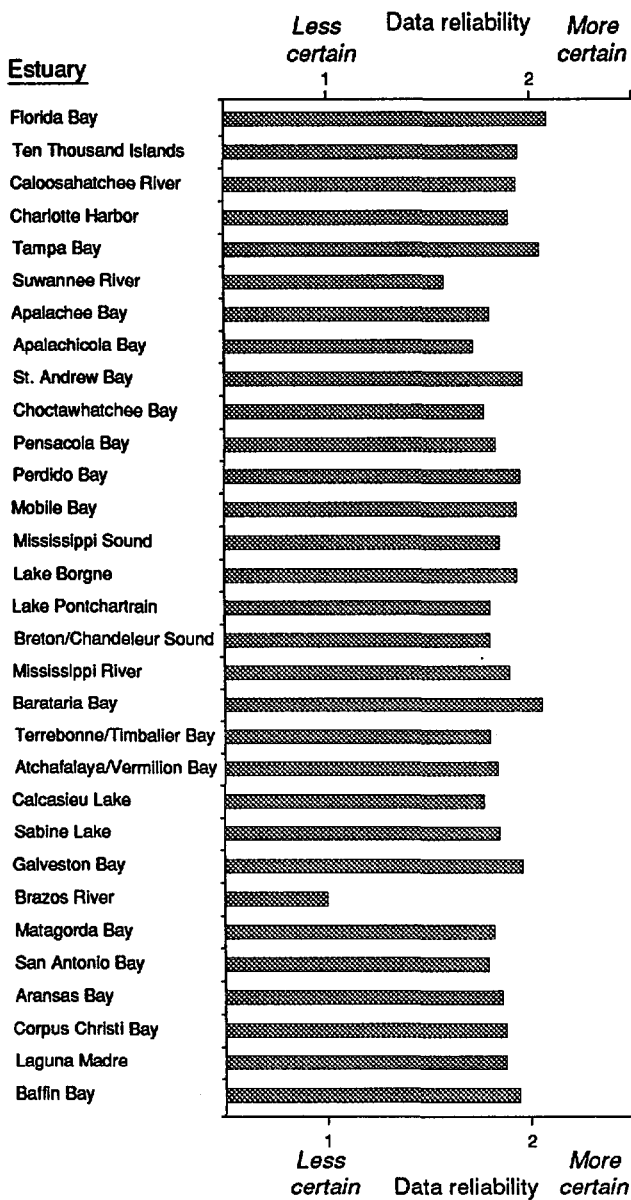 Less certain Data reliability More certain
Estuary
1 2
Florida Bay
Ten Thousand Islands
Caloosahatchee River
Charlotte Harbor
Tampa Bay
Suwannee River
Apalachee Bay
Apalachicola Bay
St. Andrew Bay
Choctawhatchee Bay
Pensacola Bay
Perdido Bay
Mobile Bay
Mississippi Sound
Lake Borgne
Lake Pontchartrain
Breton/Chandeleur Sound
Mississippi River
Barataria Bay
Terrebonne/Timbalier Bay
Atchafalaya/Vermilion Bay
Calcasieu Lake
Sabine Lake
Galveston Bay
Brazos River
Matagorda Bay
San Antonio Bay
Aransas Bay
Corpus Christi Bay
Laguna Madre
Baffin Bay
1 2
Less certain Data reliability More certain